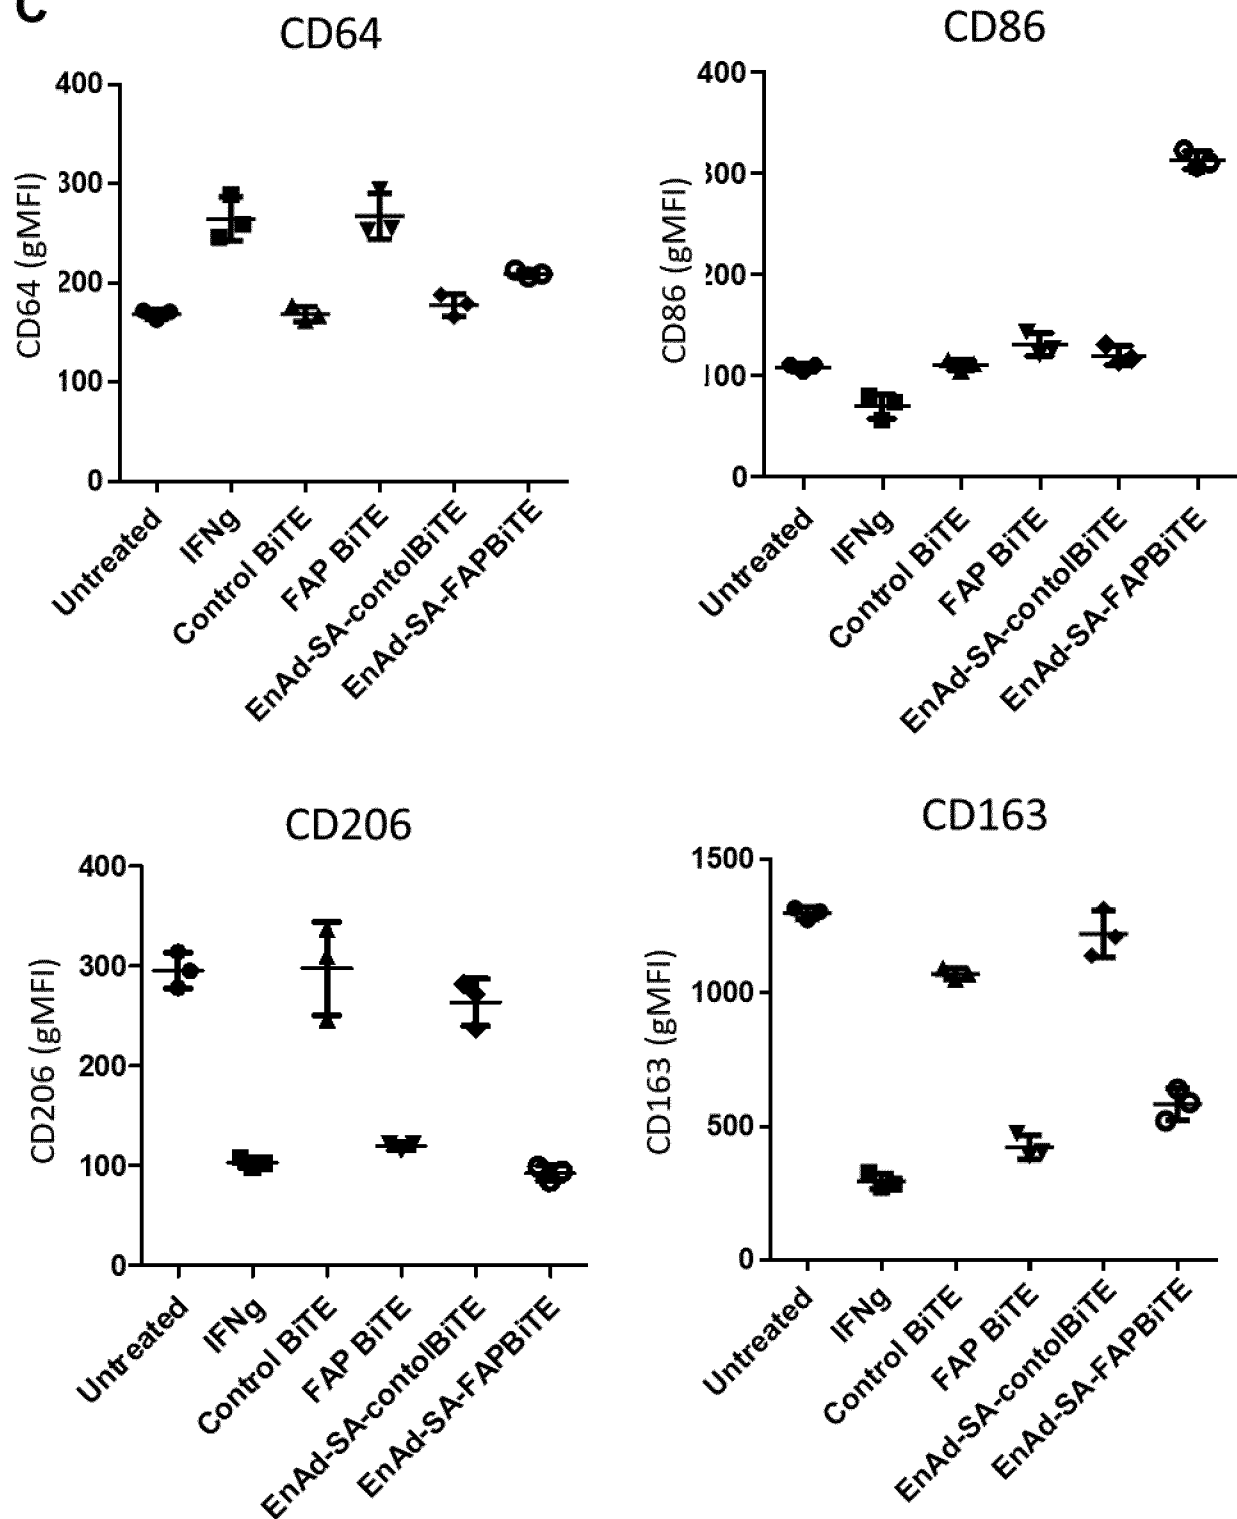 C
CD64
CD64 (gMFI)
400
300
200
100
0
Untreated
IFNg
Control BiTE
FAP BiTE
EnAd-SA-contolBiTE
EnAd-SA-FAPBiTE
CD86
CD86 (gMFI)
400
300
200
100
0
Untreated
IFNg
Control BiTE
FAP BiTE
EnAd-SA-contolBiTE
EnAd-SA-FAPBiTE
CD206
CD206 (gMFI)
400
300
200
100
0
Untreated
IFNg
Control BiTE
FAP BiTE
EnAd-SA-contolBiTE
EnAd-SA-FAPBiTE
CD163
CD163 (gMFI)
1500
1000
500
0
Untreated
IFNg
Control BiTE
FAP BiTE
EnAd-SA-contolBiTE
EnAd-SA-FAPBiTE